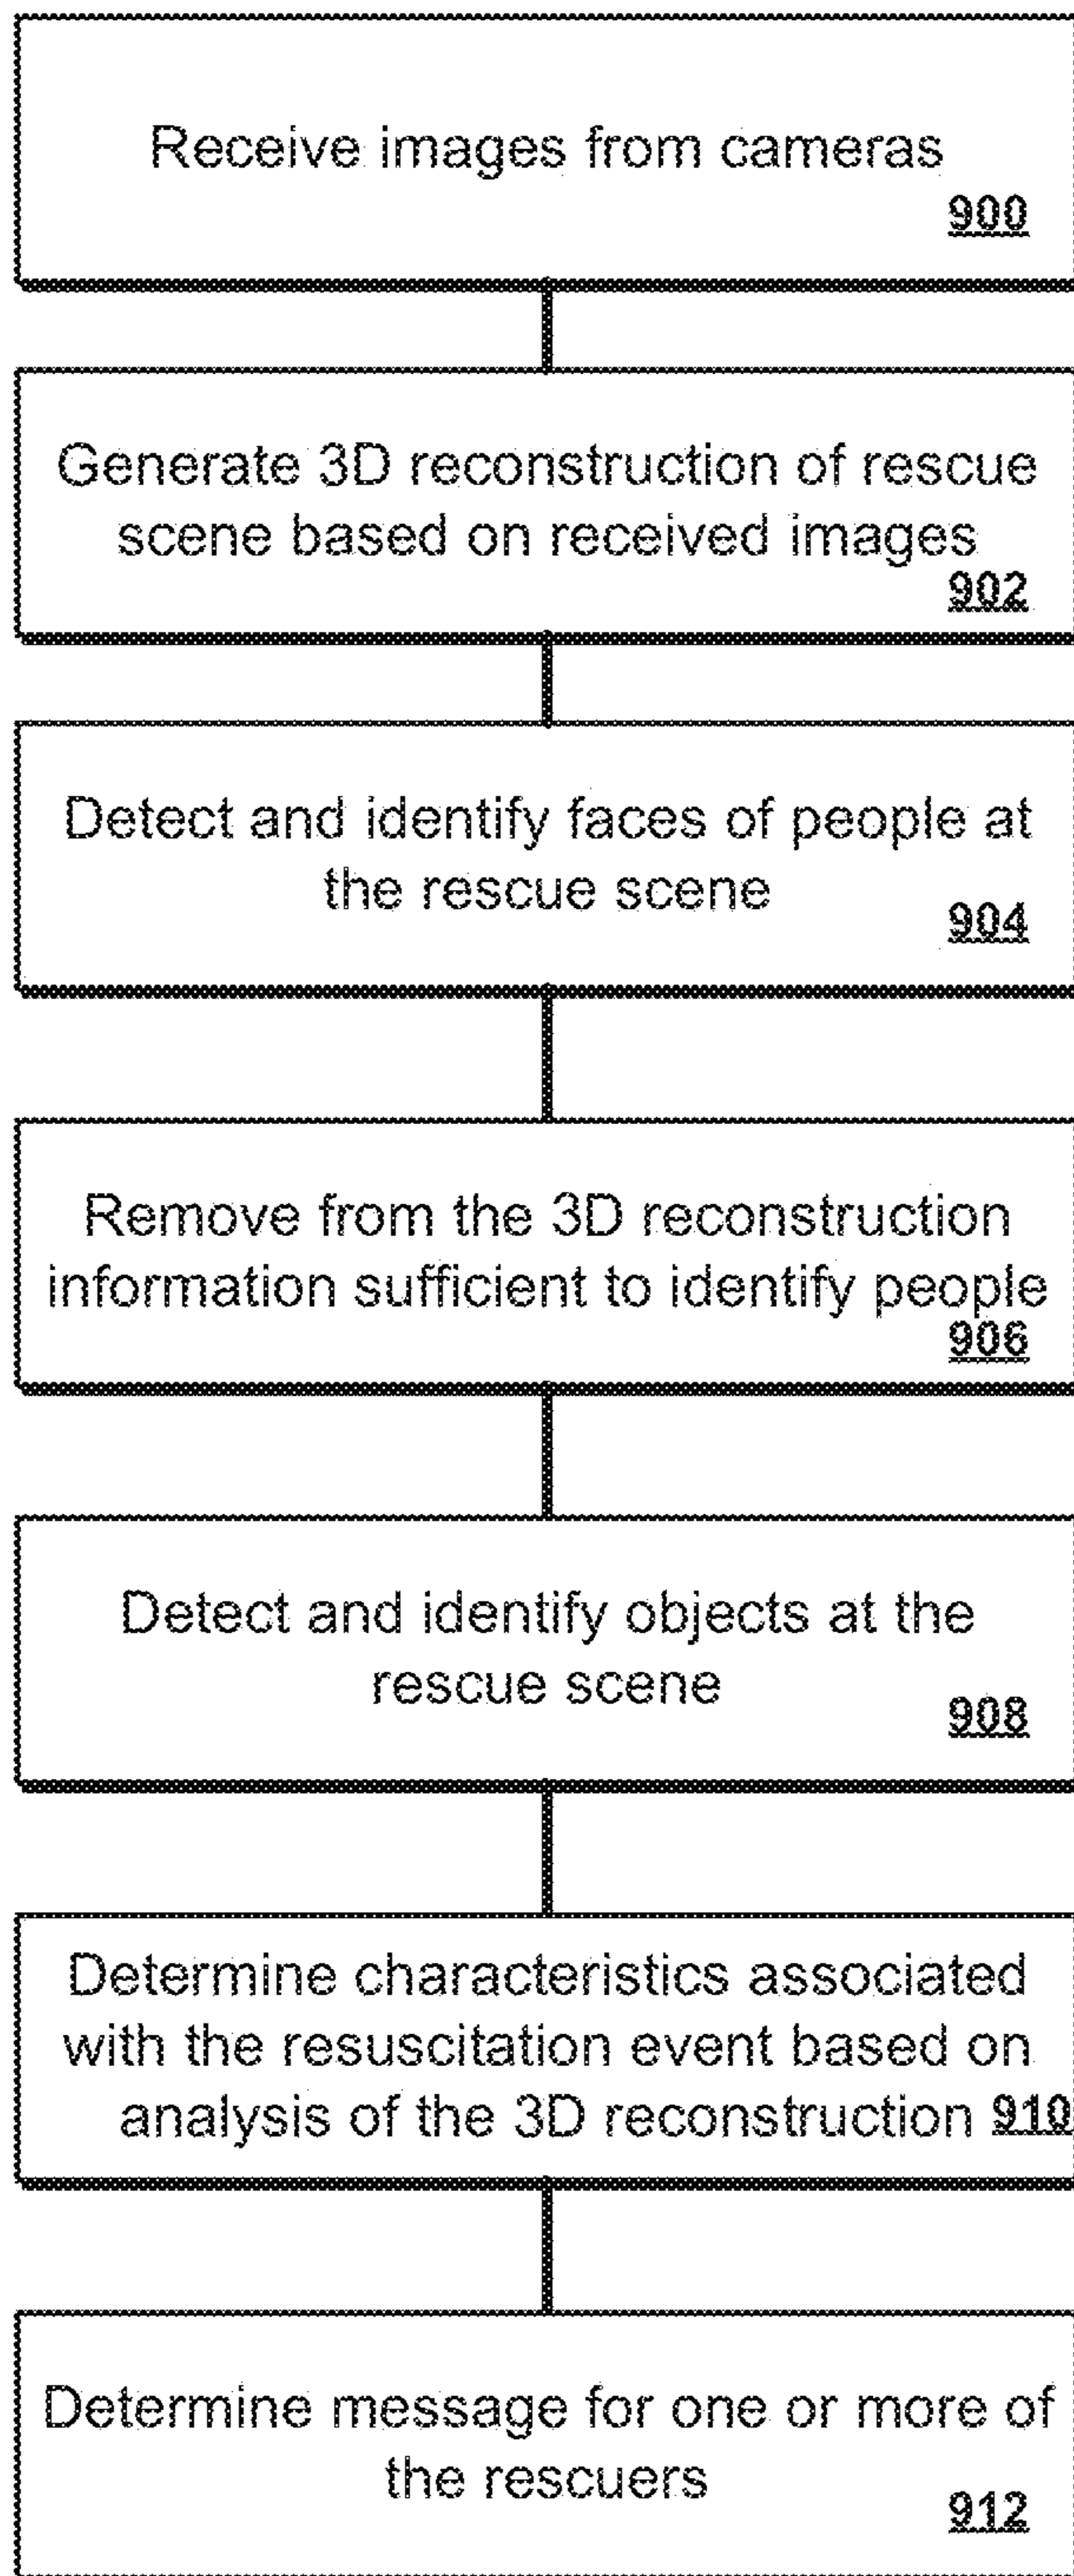 Receive images from cameras
900
Generate 3D reconstruction of rescue
scene based on received images
902
Detect and identify faces of people at
the rescue scene
904
Remove from the 3D reconstruction
information sufficient to identify people
906
Detect and identify objects at the
rescue scene
908
Determine characteristics associated
with the resuscitation event based on
analysis of the 3D reconstruction 910
Determine message for one or more of
the rescuers
912